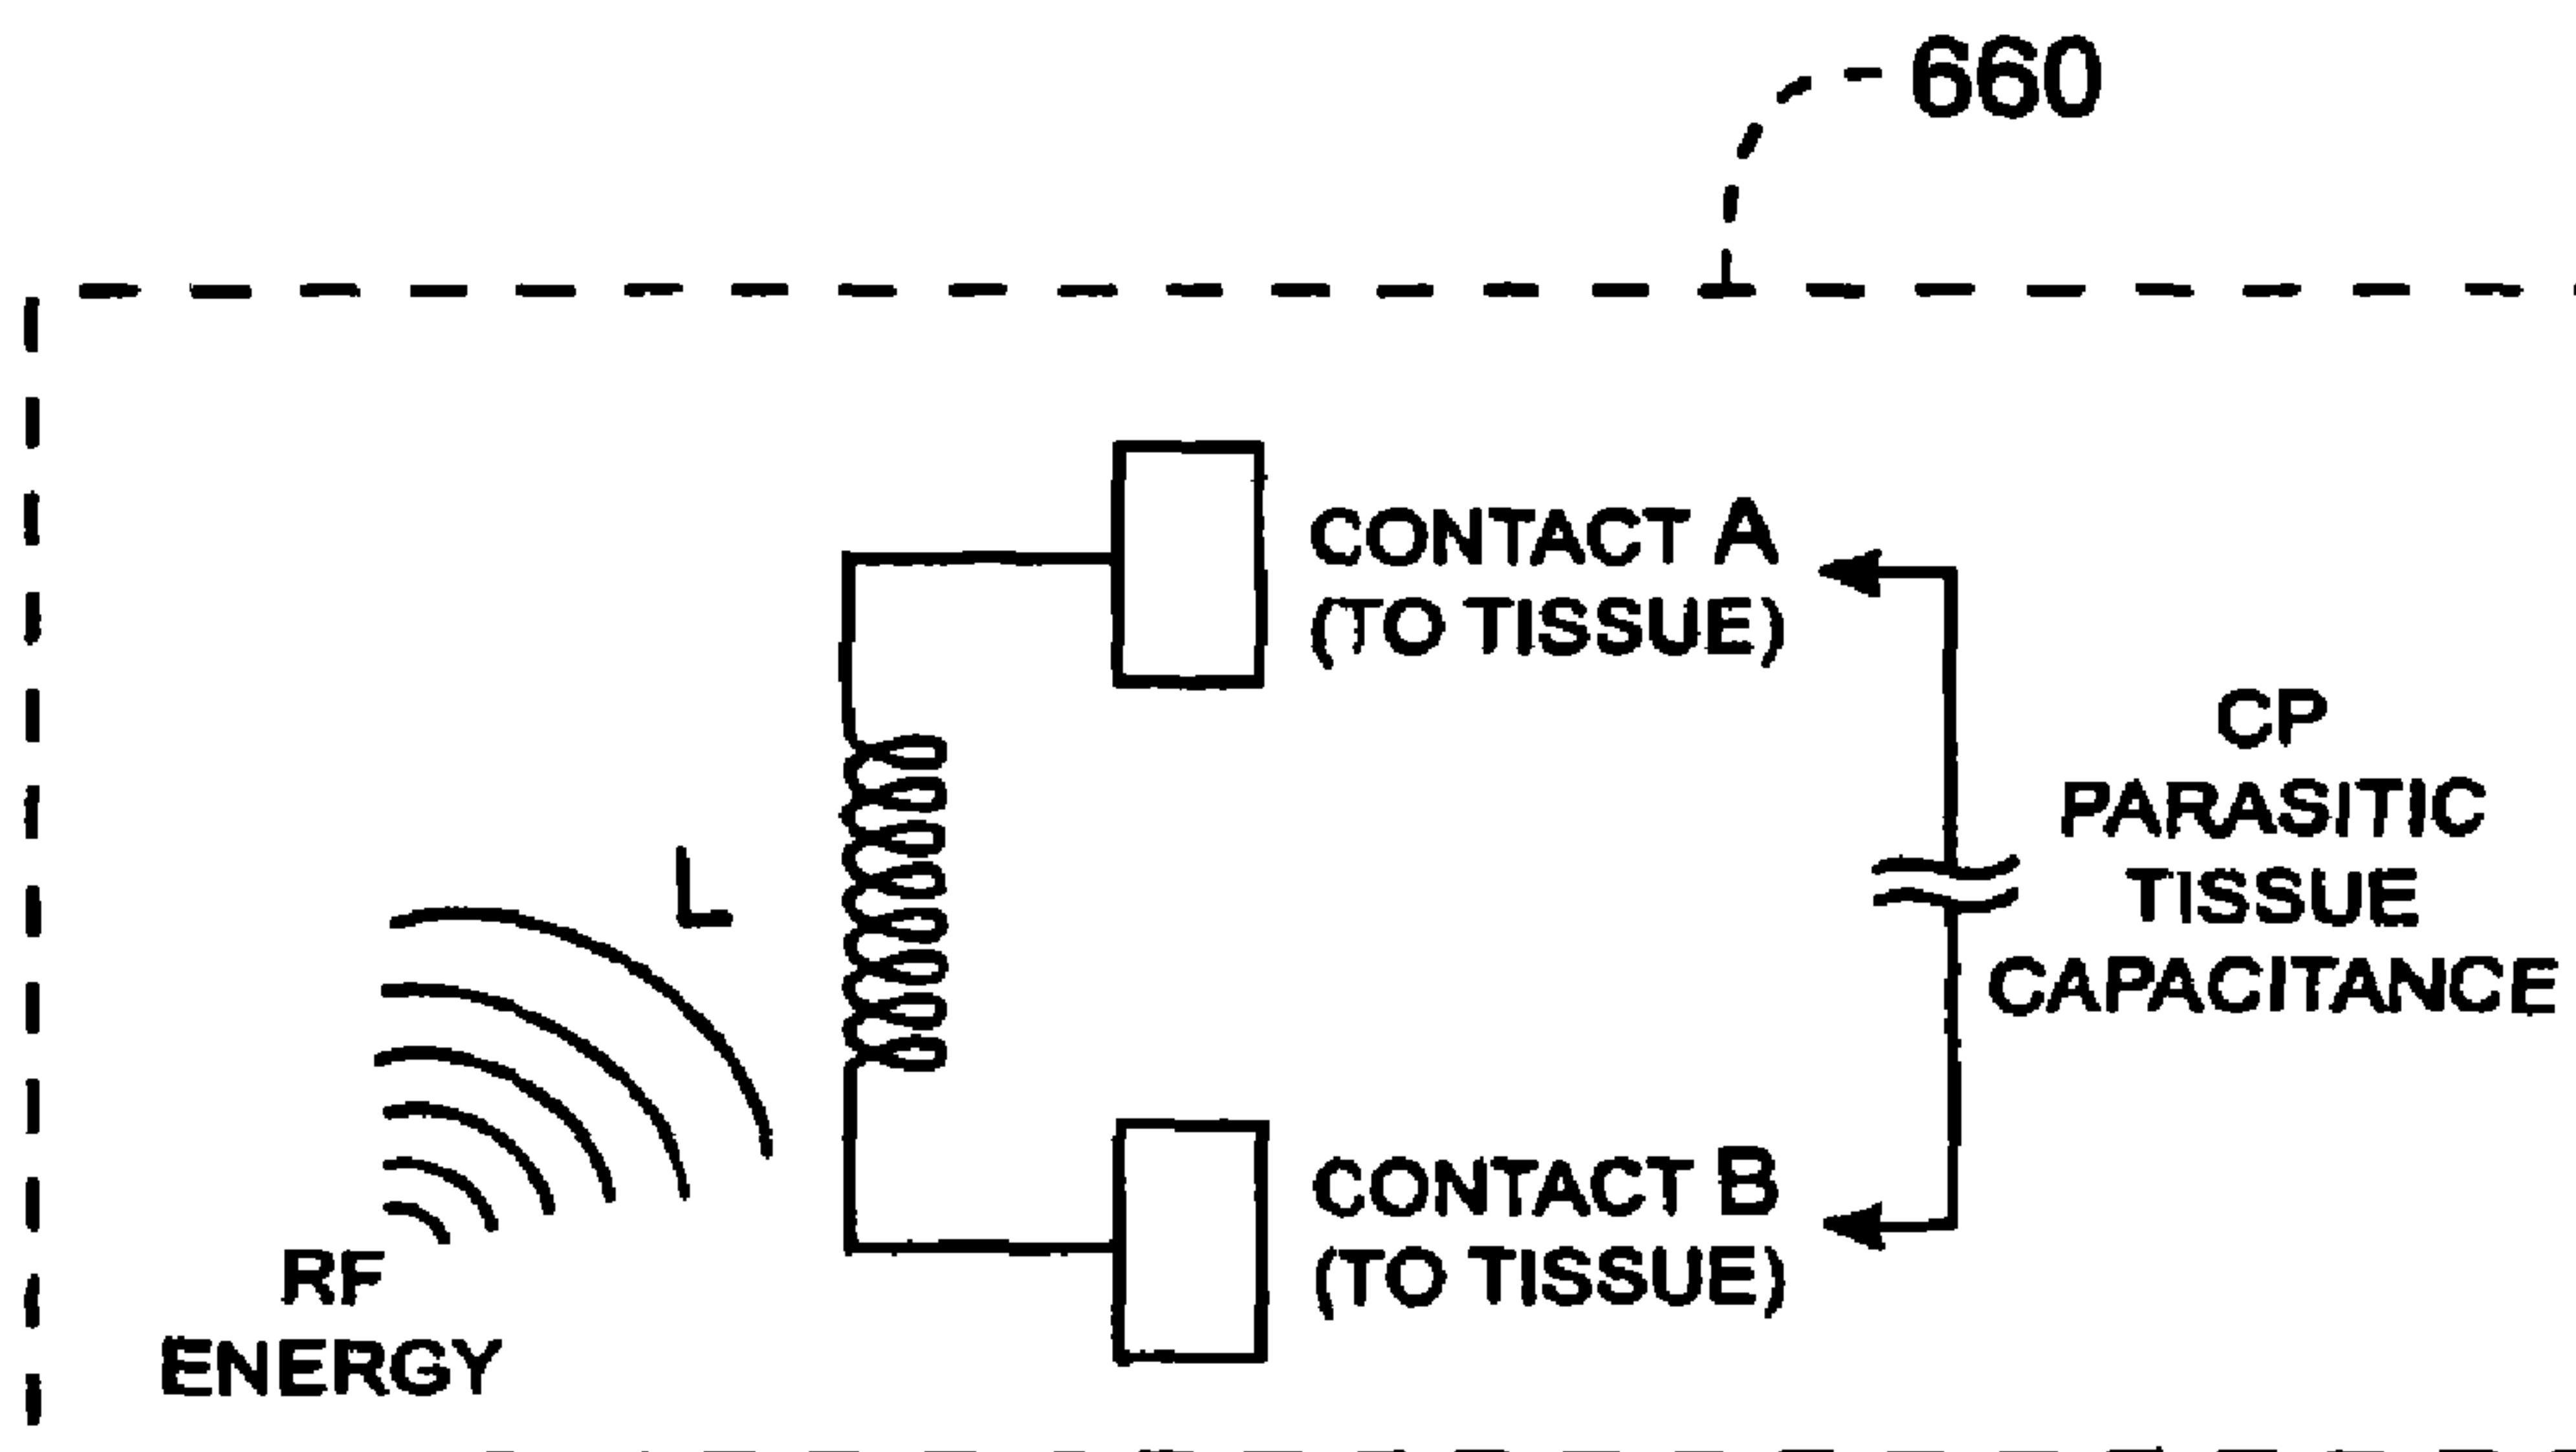 660
CONTACT A
(TO TISSUE)
CP
PARASITIC
TISSUE
CAPACITANCE
L
CONTACT B
(TO TISSUE)
RF
ENERGY